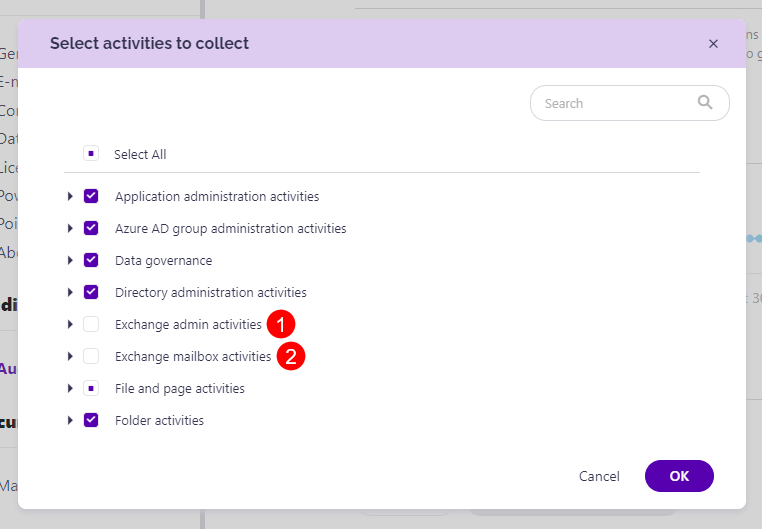 Select activities to collect
Search
Select All
Application administration activities
Azure AD group administration activities
Data governance
Directory administration activities
Exchange admin activities 1
Exchange mailbox activities 2
File and page activities
Folder activities
Cancel OK